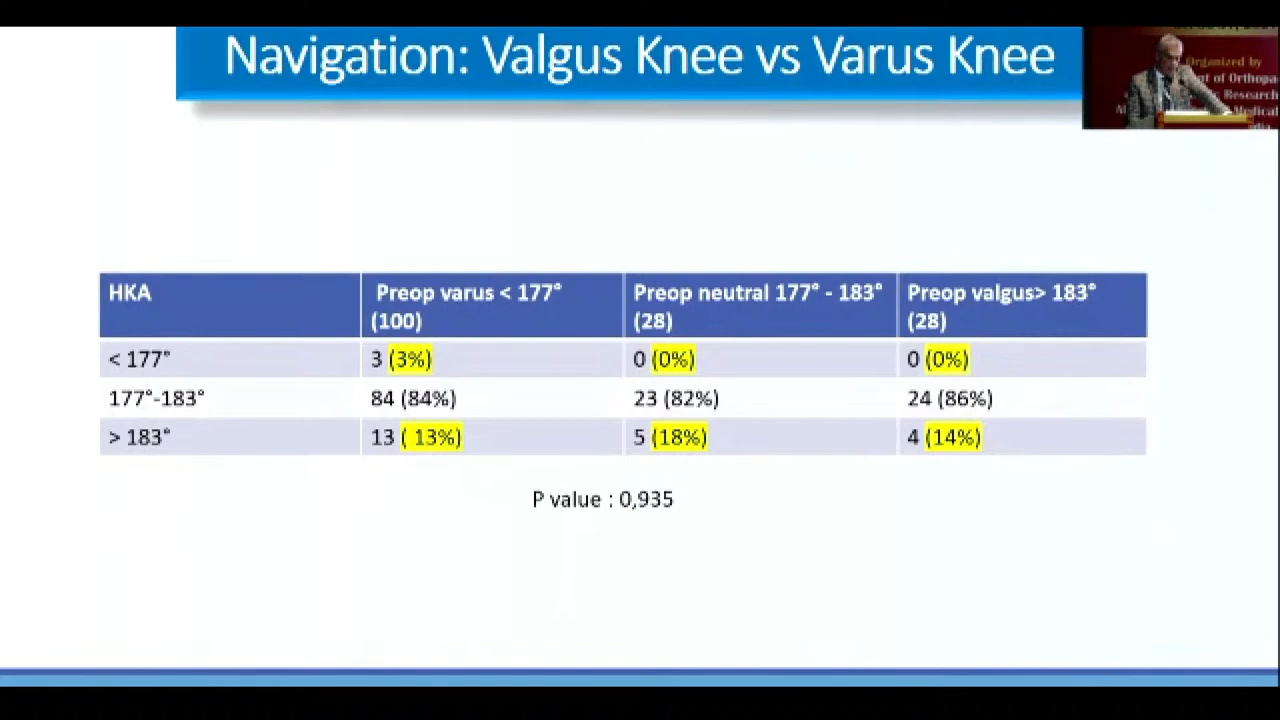 Navigation: Valgus Knee vs Varus Knee
Organized by
of Orthopa
Research
Medical
HKA
Preop varus < 177°
(100)
Preop neutral 177° - 183°
(28)
Preop valgus> 183°
(28)
< 177° 3 (3%) 0 (0%) 0 (0%)
177°-183° 84 (84%) 23 (82%) 24 (86%)
> 183° 13 ( 13%) 5 (18%) 4 (14%)
P value : 0,935